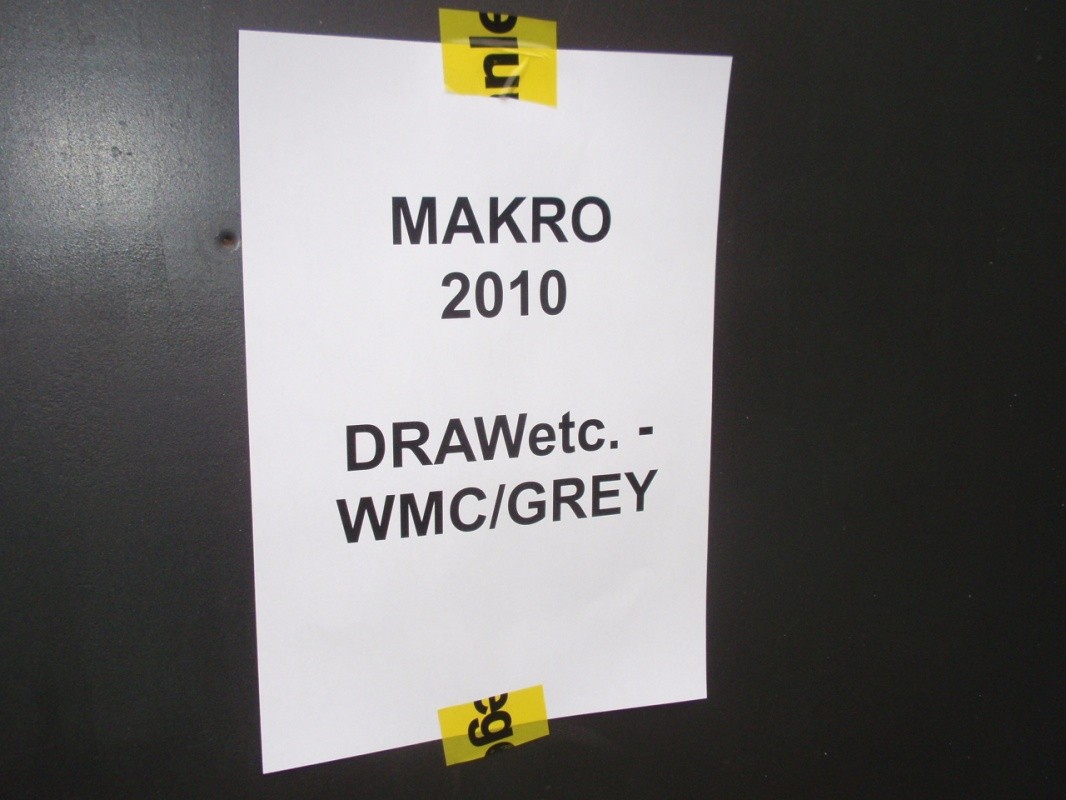 MAKRO
2010
DRAWetc. -
WMC/GREY